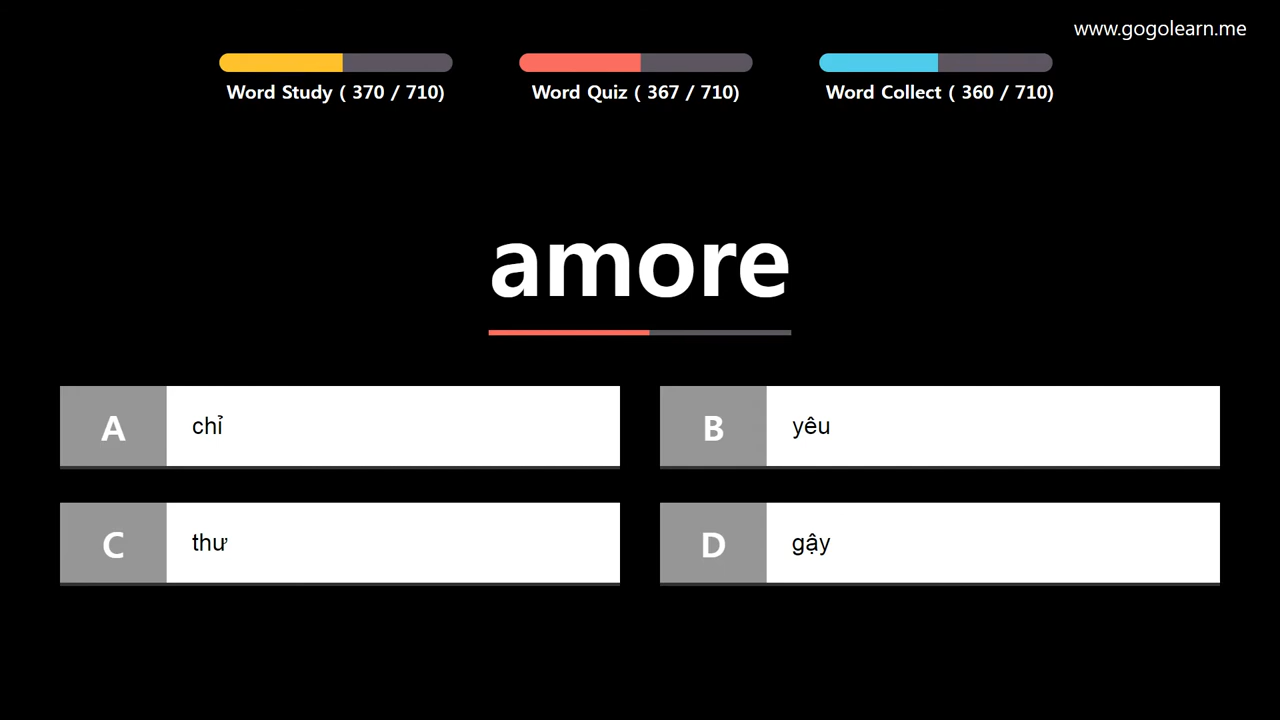 www.gogolearn.me
Word Study ( 370 / 710)
Word Quiz ( 367 / 710)
Word Collect ( 360 / 710)
amore
A chỉ
B yêu
C thư
D gậy